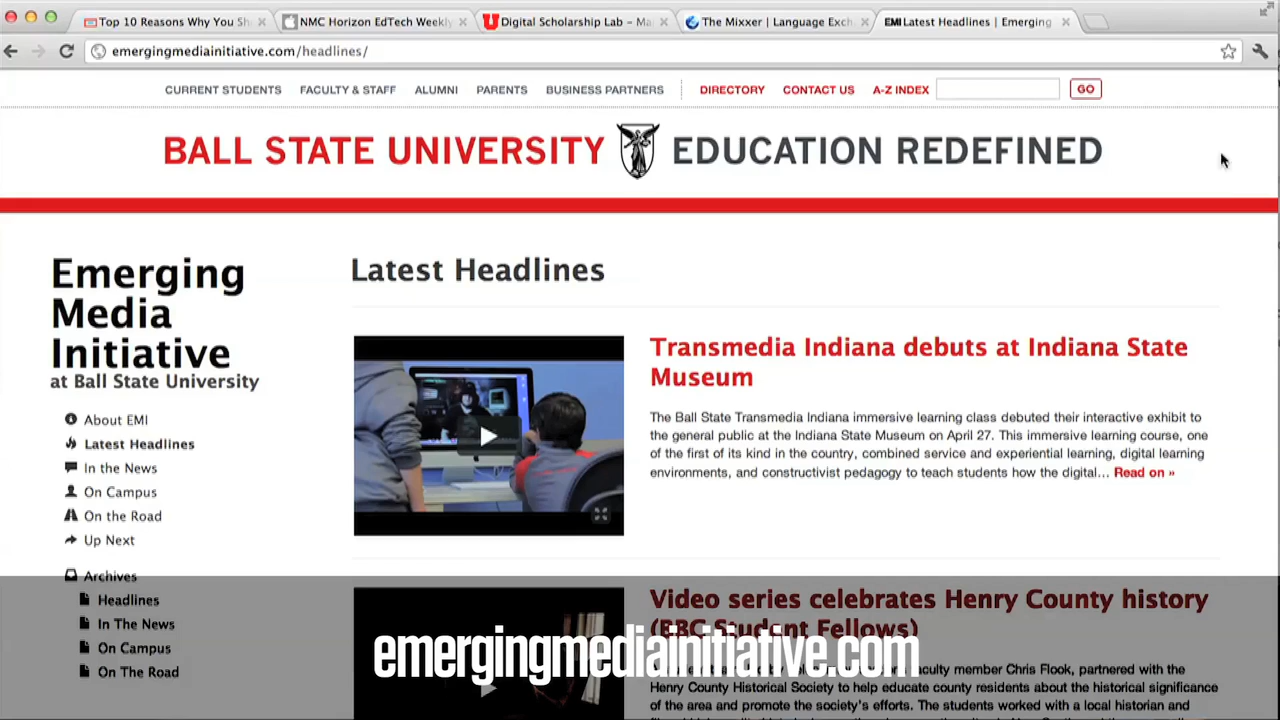 Top 10 Reasons Why You Sh
NMC Horizon EdTech Weekly
Digital Scholarship Lab – Ma
The Mixxer | Language Exch
EMI Latest Headlines | Emerging
emergingmediainitiative.com/headlines/
CURRENT STUDENTS FACULTY & STAFF ALUMNI PARENTS BUSINESS PARTNERS DIRECTORY CONTACT US A-Z INDEX GO
BALL STATE UNIVERSITY EDUCATION REDEFINED
Emerging
Media
Initiative
at Ball State University
About EMI
Latest Headlines
In the News
On Campus
On the Road
Up Next
Archives
Headlines
In The News
On Campus
On The Road
Latest Headlines
Transmedia Indiana debuts at Indiana State
Museum
The Ball State Transmedia Indiana immersive learning class debuted their interactive exhibit to
the general public at the Indiana State Museum on April 27. This immersive learning course, one
of the first of its kind in the country, combined service and experiential learning, digital learning
environments, and constructivist pedagogy to teach students how the digital... Read on »
Video series celebrates Henry County history
(BBC Student Fellows)
faculty member Chris Flook, partnered with the
Henry County Historical Society to help educate county residents about the historical significance
of the area and promote the society's efforts. The students worked with a local historian and
emergingmediainitiative.com